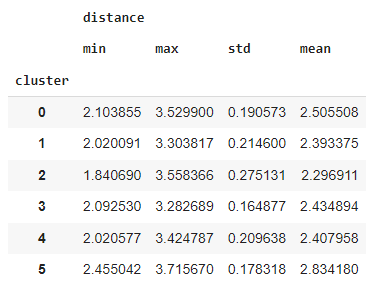 distance
min max std mean
cluster
0 2.103855 3.529900 0.190573 2.505508
1 2.020091 3.303817 0.214600 2.393375
2 1.840690 3.558366 0.275131 2.296911
3 2.092530 3.282689 0.164877 2.434894
4 2.020577 3.424787 0.209638 2.407958
5 2.455042 3.715670 0.178318 2.834180